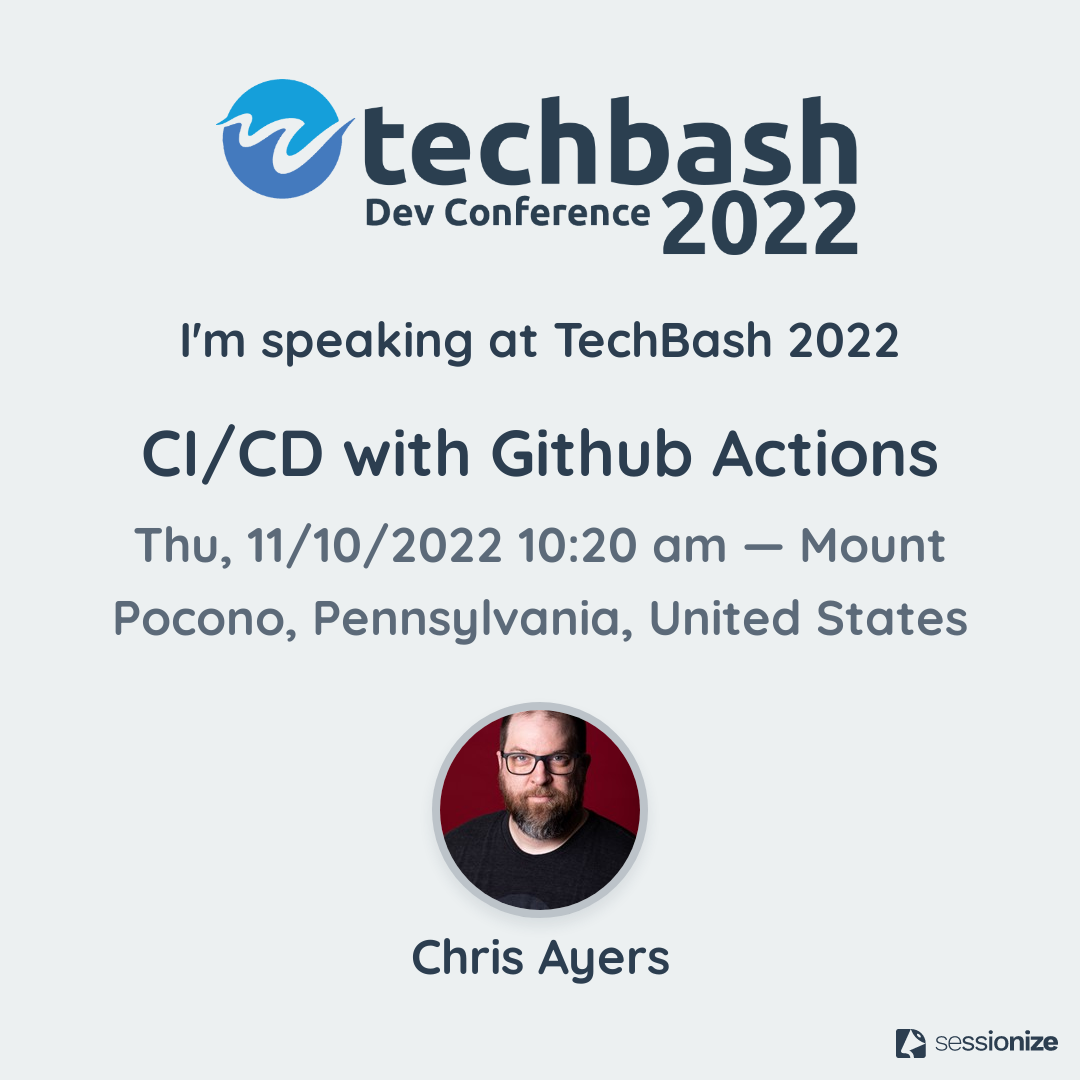 techbash
Dev Conference 2022
I'm speaking at TechBash 2022
CI/CD with Github Actions
Thu, 11/10/2022 10:20 am — Mount
Pocono, Pennsylvania, United States
Chris Ayers
sessionize